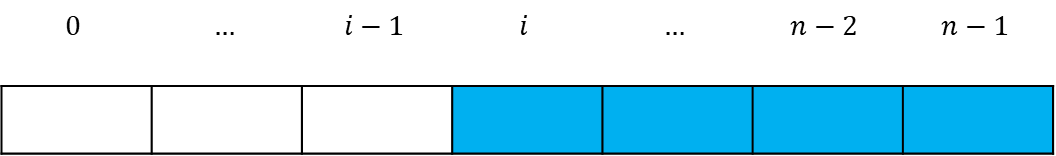 0 … i − 1 i … n − 2 n − 1